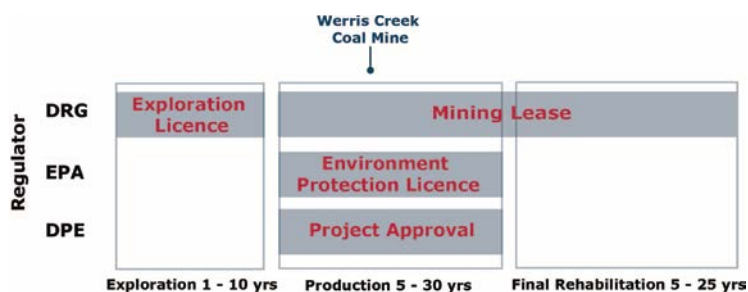 Werris Creek
Coal Mine
Regulator
DRG
Exploration
Licence
Mining Lease
EPA
Environment
Protection Licence
DPE
Project Approval
Exploration 1 - 10 yrs
Production 5 - 30 yrs
Final Rehabilitation 5 - 25 yrs